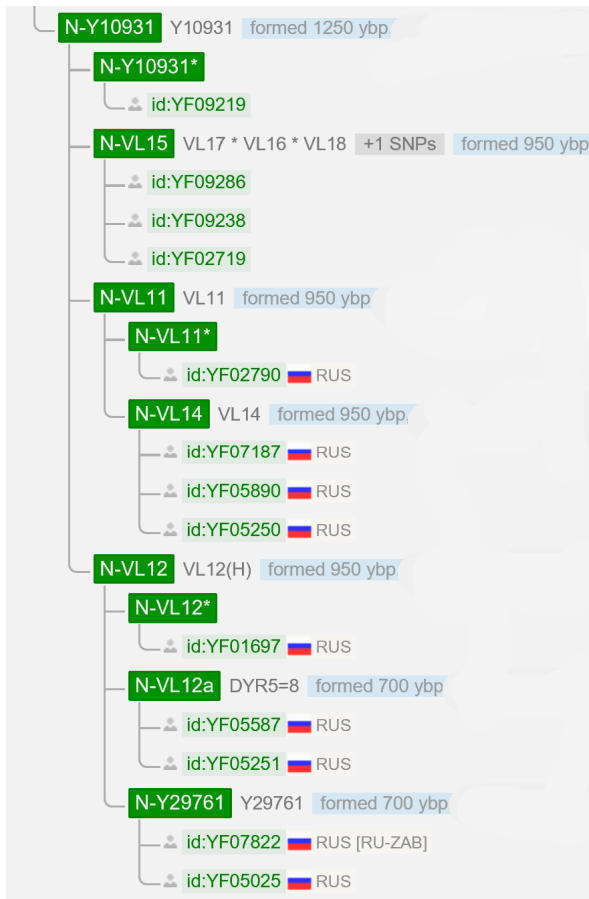 N-Y10931 Y10931 formed 1250 ybp
N-Y10931*
id:YF09219
N-VL15 VL17 * VL16 * VL18 +1 SNPs formed 950 ybp
id:YF09286
id:YF09238
id:YF02719
N-VL11 VL11 formed 950 ybp
N-VL11*
id:YF02790 RUS
N-VL14 VL14 formed 950 ybp
id:YF07187 RUS
id:YF05890 RUS
id:YF05250 RUS
N-VL12 VL12(H) formed 950 ybp
N-VL12*
id:YF01697 RUS
N-VL12a DYR5=8 formed 700 ybp
id:YF05587 RUS
id:YF05251 RUS
N-Y29761 Y29761 formed 700 ybp
id:YF07822 RUS [RU-ZAB]
id:YF05025 RUS